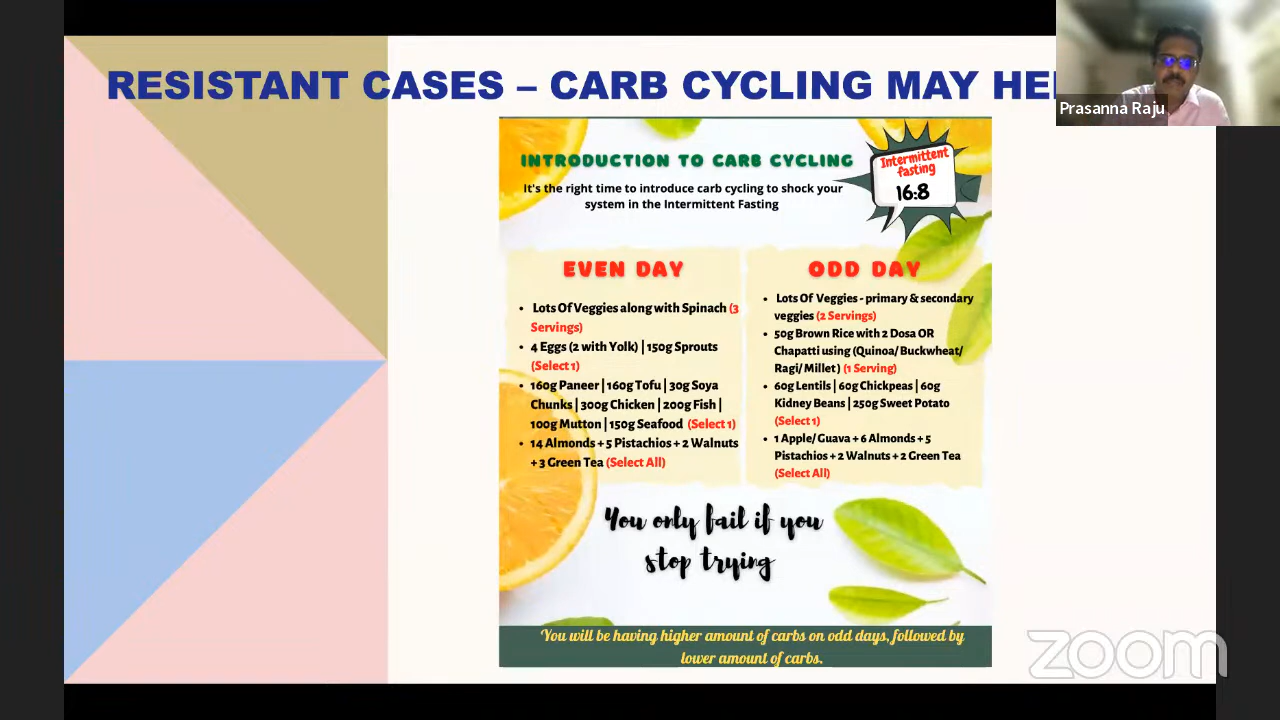 RESISTANT CASES – CARB CYCLING MAY HE
Prasanna Raju
INTRODUCTION TO CARB CYCLING
It's the right time to introduce carb cycling to shock your
system in the Intermittent Fasting
Intermittent
fasting
16:8
EVEN DAY
• Lots Of Veggies along with Spinach (3
Servings)
• 4 Eggs (2 with Yolk) | 150g Sprouts
(Select 1)
• 160g Paneer | 160g Tofu | 30g Soya
Chunks | 300g Chicken | 200g Fish |
100g Mutton | 150g Seafood (Select 1)
• 14 Almonds + 5 Pistachios + 2 Walnuts
+ 3 Green Tea (Select All)
ODD DAY
• Lots Of Veggies - primary & secondary
veggies (2 Servings)
• 50g Brown Rice with 2 Dosa OR
Chapatti using (Quinoa/ Buckwheat/
Ragi/ Millet) (1 Serving)
• 60g Lentils | 60g Chickpeas | 60g
Kidney Beans | 250g Sweet Potato
(Select 1)
• 1 Apple/ Guava + 6 Almonds + 5
Pistachios + 2 Walnuts + 2 Green Tea
(Select All)
You only fail if you
stop trying
You will be having higher amount of carbs on odd days, followed by
lower amount of carbs.
zoom